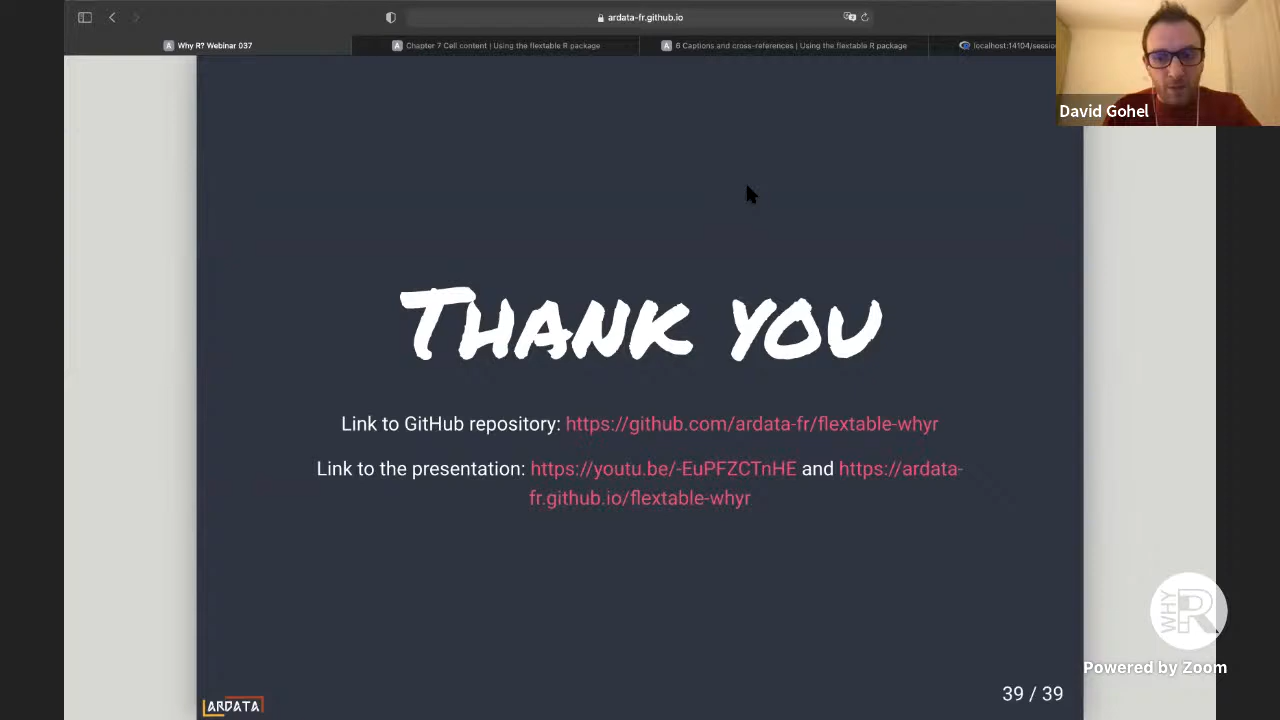 ardata-fr.github.io
Why R? Webinar 037
Chapter 7 Cell content | Using the flextable R package
6 Captions and cross-references | Using the flextable R package
localhost:14104/sessio
David Gohel
THANK YOU
Link to GitHub repository: https://github.com/ardata-fr/flextable-whyr
Link to the presentation: https://youtu.be/-EuPFZCTnHE and https://ardata-
fr.github.io/flextable-whyr
WHY R
Powered by Zoom
39 / 39
ARDATA